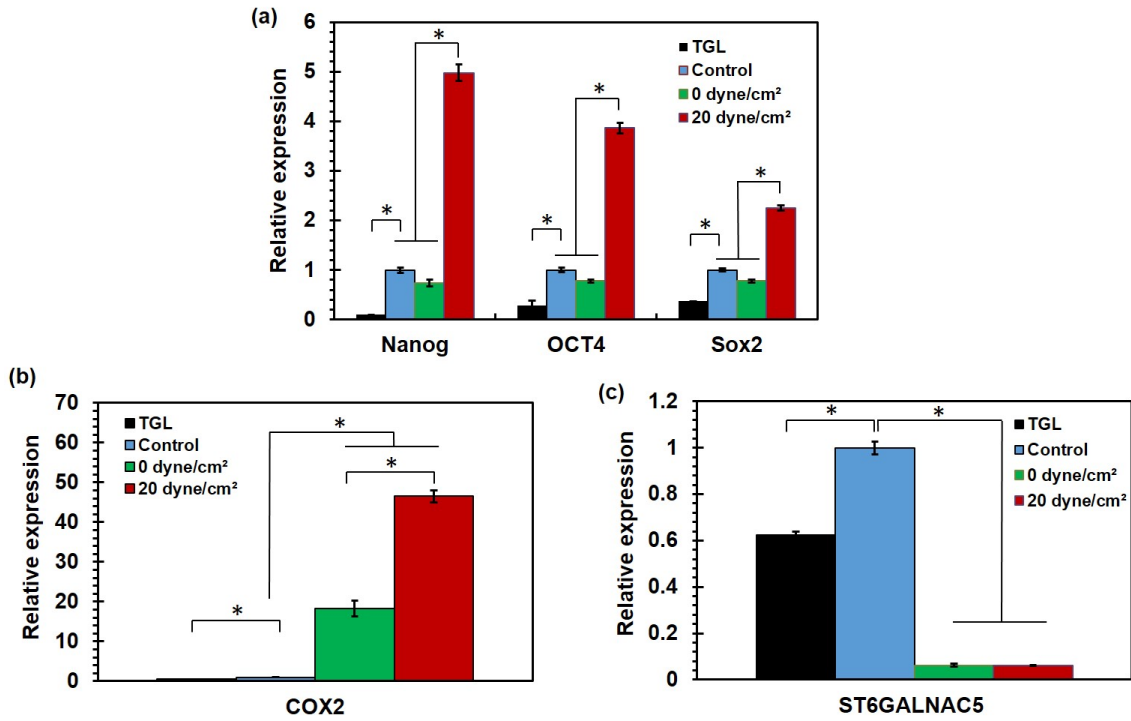 (a)
Relative expression
6
5
4
3
2
1
0
TGL
Control
0 dyne/cm²
20 dyne/cm²
*
*
*
*
*
*
Nanog
OCT4
Sox2
(b)
Relative expression
70
60
50
40
30
20
10
0
TGL
Control
0 dyne/cm²
20 dyne/cm²
*
*
*
COX2
(c)
Relative expression
1.2
1
0.8
0.6
0.4
0.2
0
*
*
TGL
Control
0 dyne/cm²
20 dyne/cm²
ST6GALNAC5